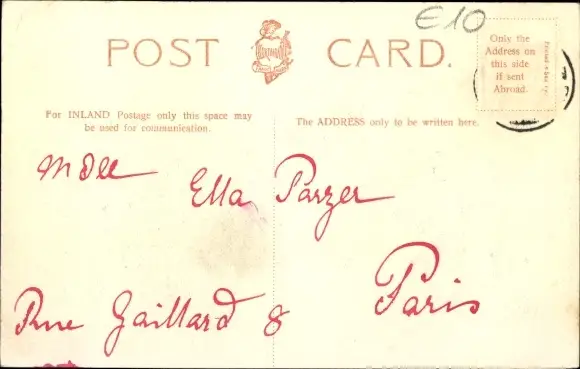 E10
POST CARD.
Only the
Address on
this side
if sent
Abroad.
For INLAND Postage only this space may
be used for communication.
The ADDRESS only to be written here.
Mdlle
Ella Parzer
Paris
Rue Gaillard 8